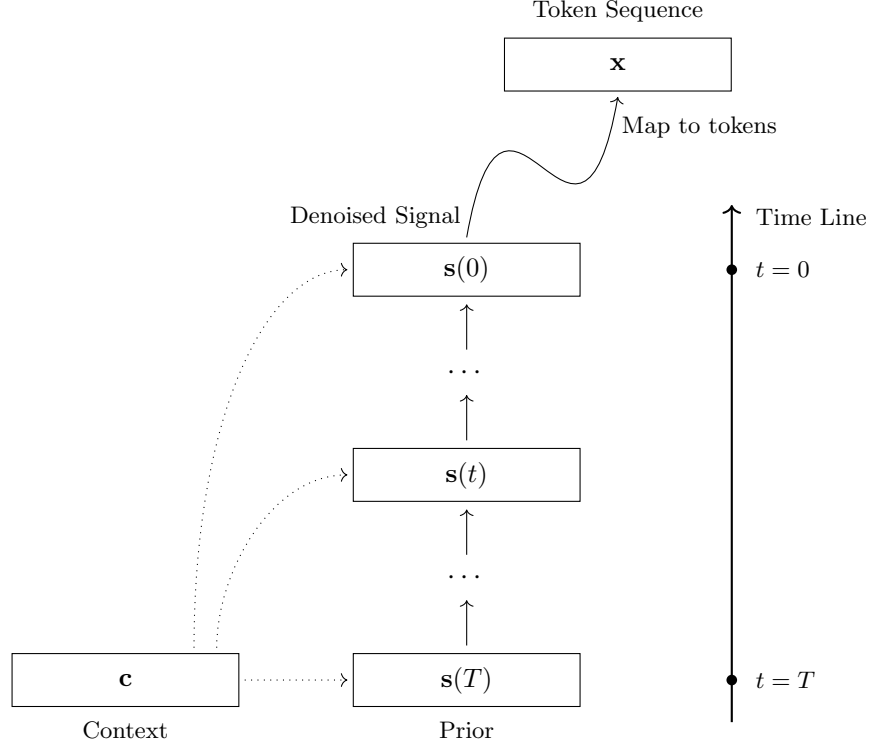 Token Sequence
x
Map to tokens
Denoised Signal
Time Line
s(0)
t = 0
...
s(t)
...
c
s(T)
t = T
Context
Prior